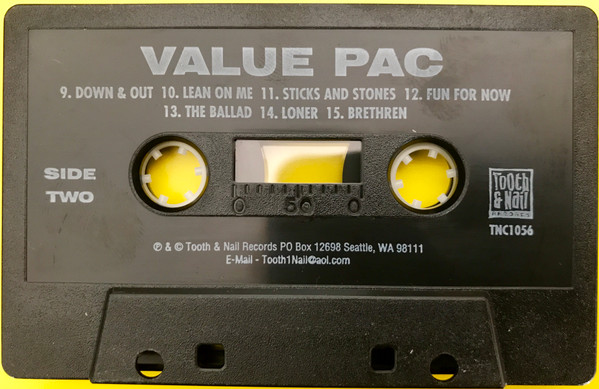 VALUE PAC
9. DOWN & OUT 10. LEAN ON ME 11. STICKS AND STONES 12. FUN FOR NOW
13. THE BALLAD 14. LONER 15. BRETHREN
SIDE
TWO
0 50 0
Tooth
& Nail
RECORDS
TNC1056
℗ & © Tooth & Nail Records PO Box 12698 Seattle, WA 98111
E-Mail - Tooth1Nail@aol.com